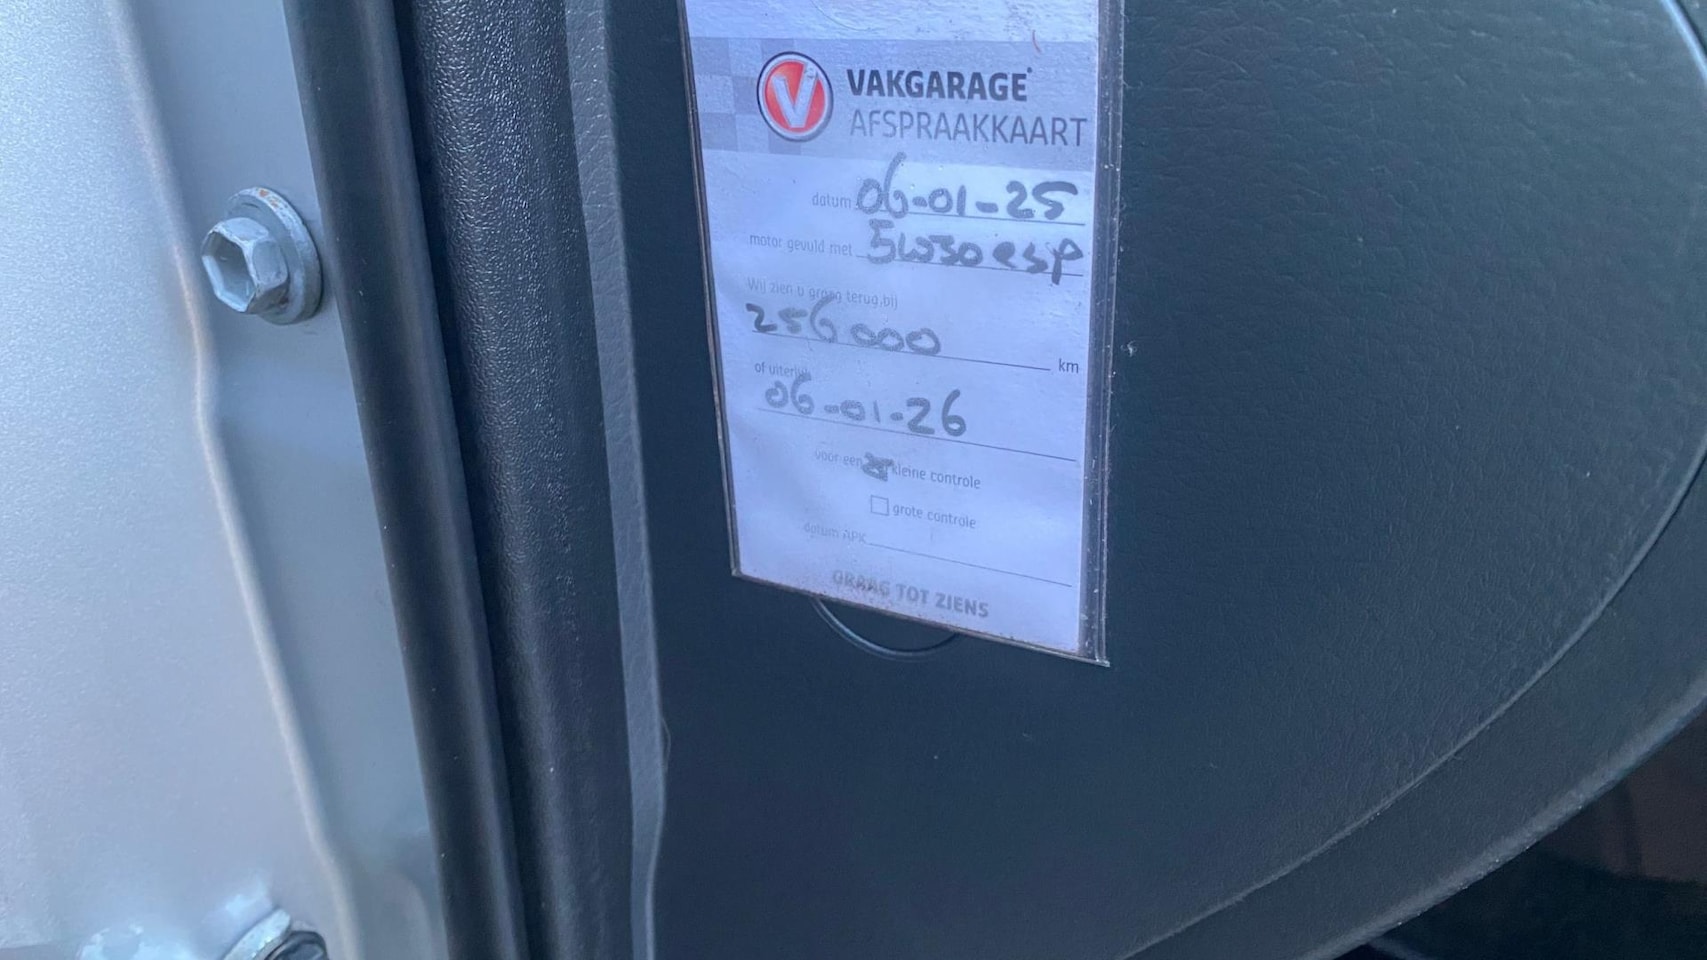 VAKGARAGE
AFSPRAAKKAART
datum 06-01-25
motor gevuld met 5w30 esp
Wij zien u graag terug bij
256000 km
of uiterlijk
06-01-26
voor een kleine controle
grote controle
datum APK
GRAAG TOT ZIENS